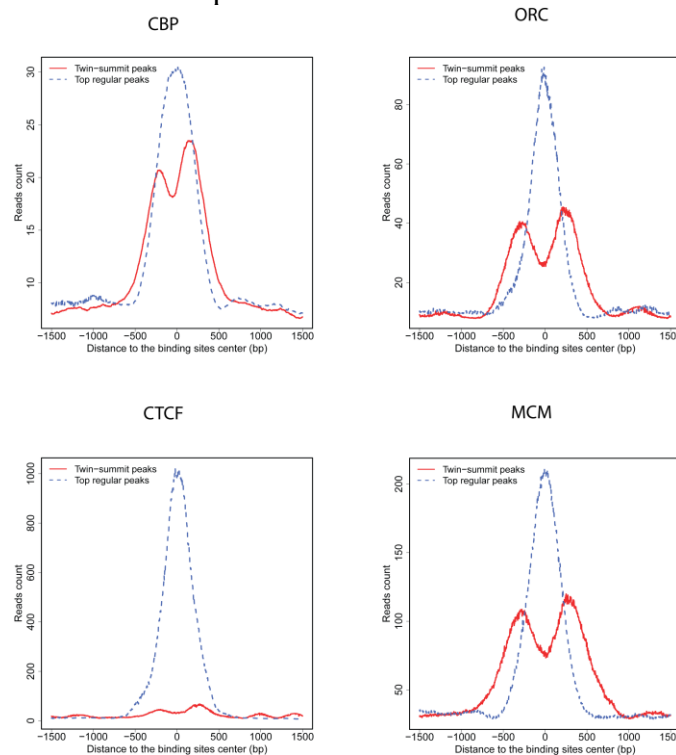 CBP
Twin−summit peaks
Top regular peaks
Reads count
10
15
20
25
30
−1500
−1000
−500
0
500
1000
1500
Distance to the binding sites center (bp)
ORC
Twin−summit peaks
Top regular peaks
Reads count
20
40
60
80
−1500
−1000
−500
0
500
1000
Distance to the binding sites center (bp)
CTCF
Twin−summit peaks
Top regular peaks
Reads count
0
200
400
600
800
1000
−1500
−1000
−500
0
500
1000
1500
Distance to the binding sites center (bp)
MCM
Twin−summit peaks
Top regular peaks
Reads count
50
100
150
200
−1500
−1000
−500
0
500
1000
Distance to the binding sites center (bp)